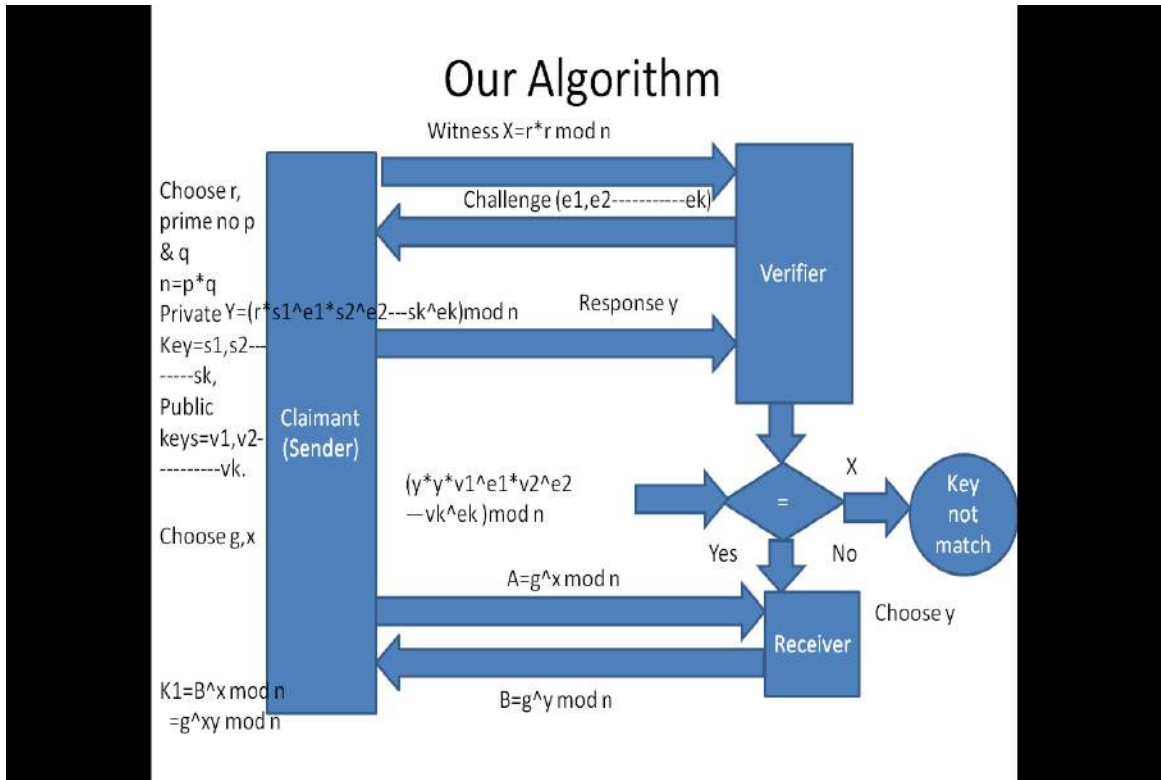 Our Algorithm
Witness X=r*r mod n
Choose r,
prime no p
& q
n=p*q
Private Y=(r*s1^e1*s2^e2---sk^ek)mod n
Key=s1,s2---
-----sk,
Public
keys=v1,v2-
---------vk.
Challenge (e1,e2-----------ek)
Verifier
Response y
Claimant
(Sender)
(y*y*v1^e1*v2^e2
—vk^ek )mod n
=
X
Key
not
match
Choose g,x
Yes
No
A=g^x mod n
Choose y
Receiver
B=g^y mod n
K1=B^x mod n
=g^xy mod n